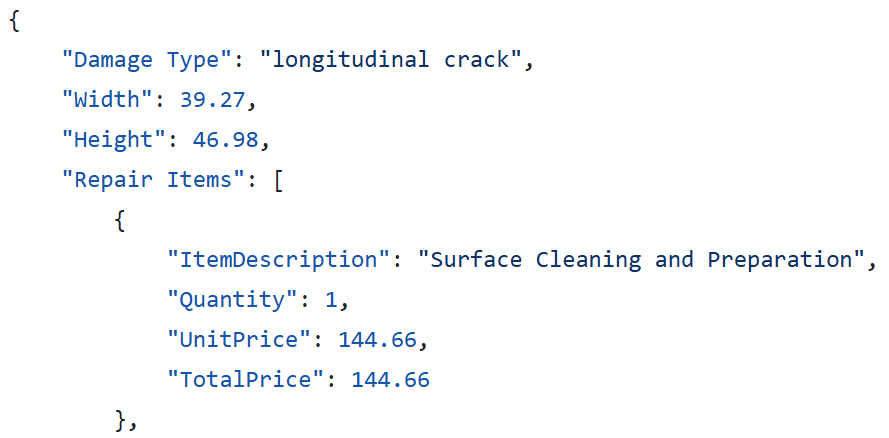 {
    "Damage Type": "longitudinal crack",
    "Width": 39.27,
    "Height": 46.98,
    "Repair Items": [
        {
            "ItemDescription": "Surface Cleaning and Preparation",
            "Quantity": 1,
            "UnitPrice": 144.66,
            "TotalPrice": 144.66
        },